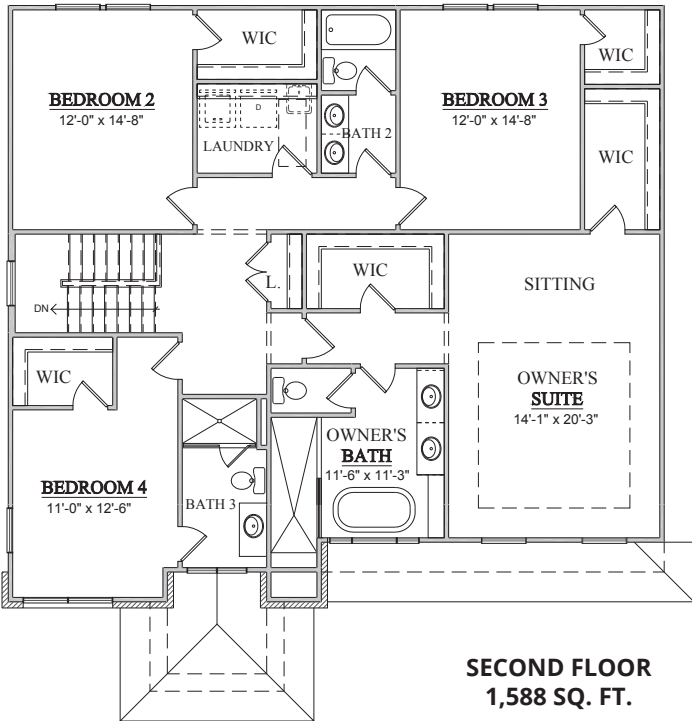 WIC
WIC
BEDROOM 2
12'-0" x 14'-8"
BEDROOM 3
12'-0" x 14'-8"
D
BATH 2
LAUNDRY
WIC
WIC
L.
SITTING
DN
WIC
OWNER'S
SUITE
14'-1" x 20'-3"
OWNER'S
BATH
11'-6" x 11'-3"
BEDROOM 4
11'-0" x 12'-6"
BATH 3
SECOND FLOOR
1,588 SQ. FT.